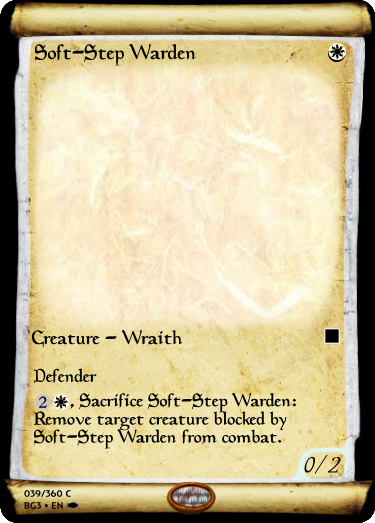 Soft-Step Warden
Creature - Wraith
Defender
2 , Sacrifice Soft-Step Warden:
Remove target creature blocked by
Soft-Step Warden from combat.
0/2
039/360 C
BG3 • EN